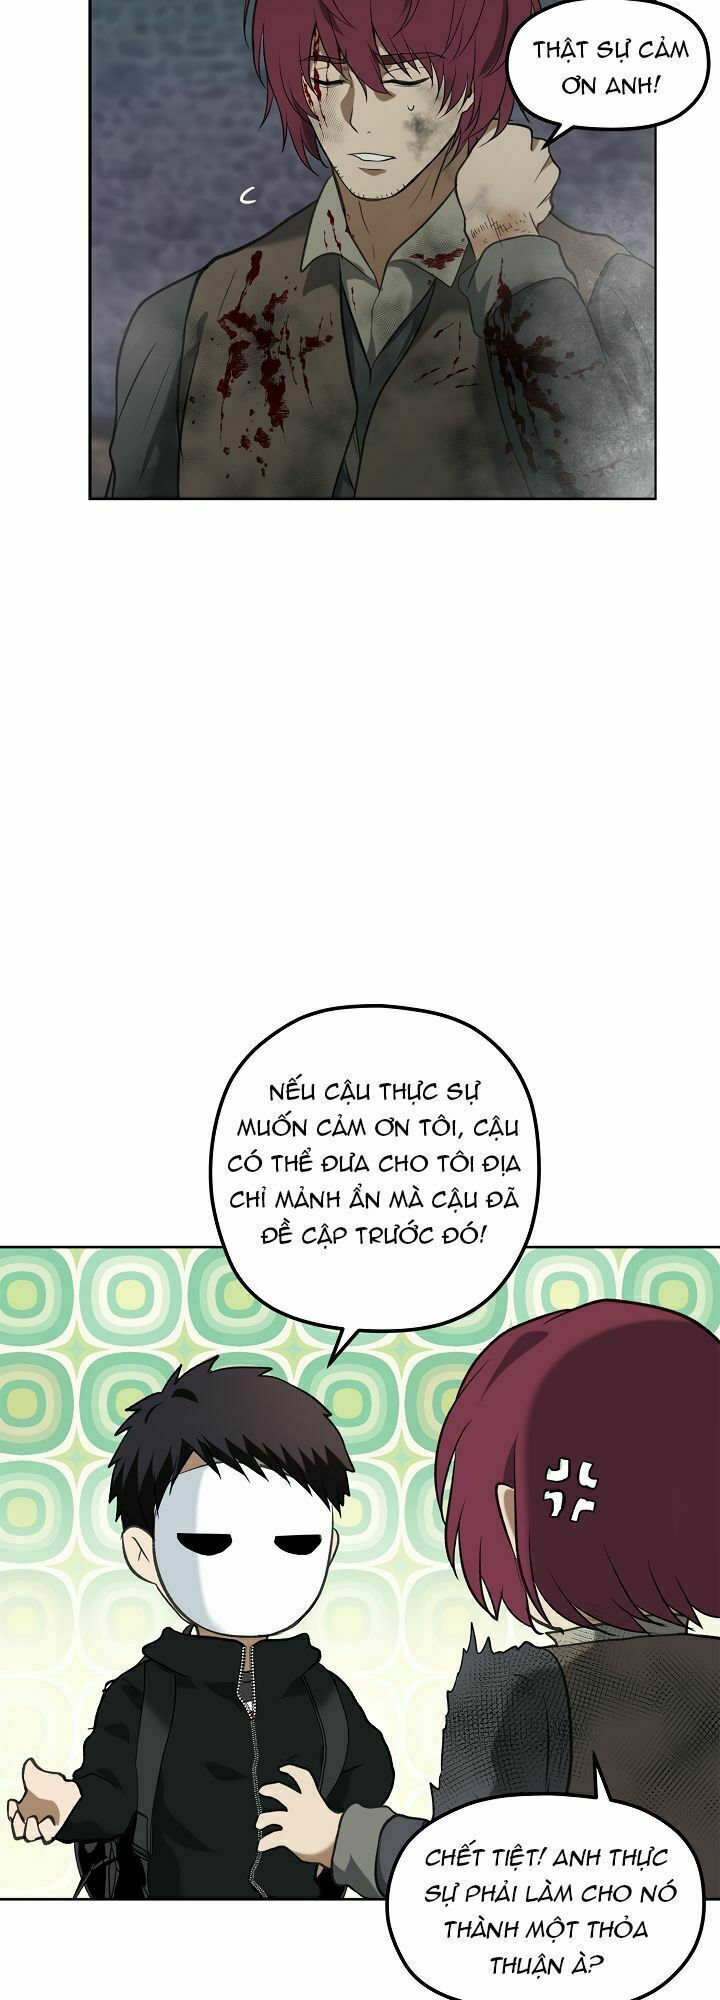 THẬT SỰ CẢM
ƠN ANH!
NẾU CẬU THỰC SỰ
MUỐN CẢM ƠN TÔI, CẬU
CÓ THỂ ĐƯA CHO TÔI ĐỊA
CHỈ MẢNH ẨN MÀ CẬU ĐÃ
ĐỀ CẬP TRƯỚC ĐÓ!
CHẾT TIỆT! ANH THỰC
SỰ PHẢI LÀM CHO NÓ
THÀNH MỘT THỎA
THUẬN À?